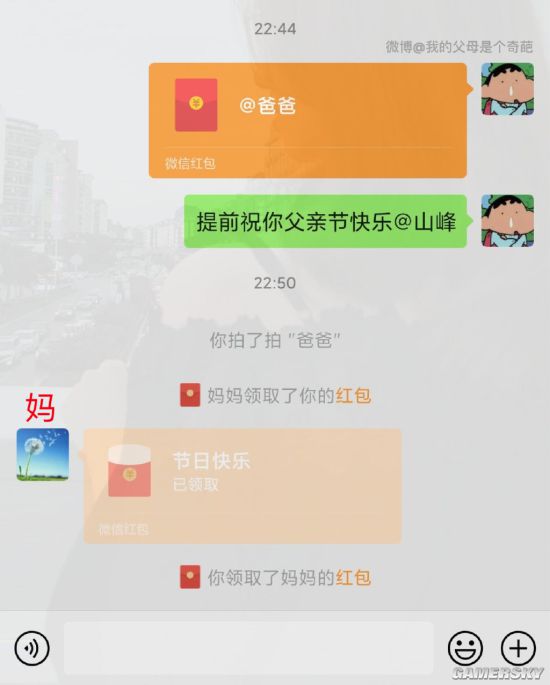 22:44
微博@我的父母是个奇葩
@爸爸
微信红包
提前祝你父亲节快乐@山峰
22:50
你拍了拍 "爸爸"
妈妈领取了你的红包
妈
节日快乐
已领取
微信红包
你领取了妈妈的红包
GAMERSKY